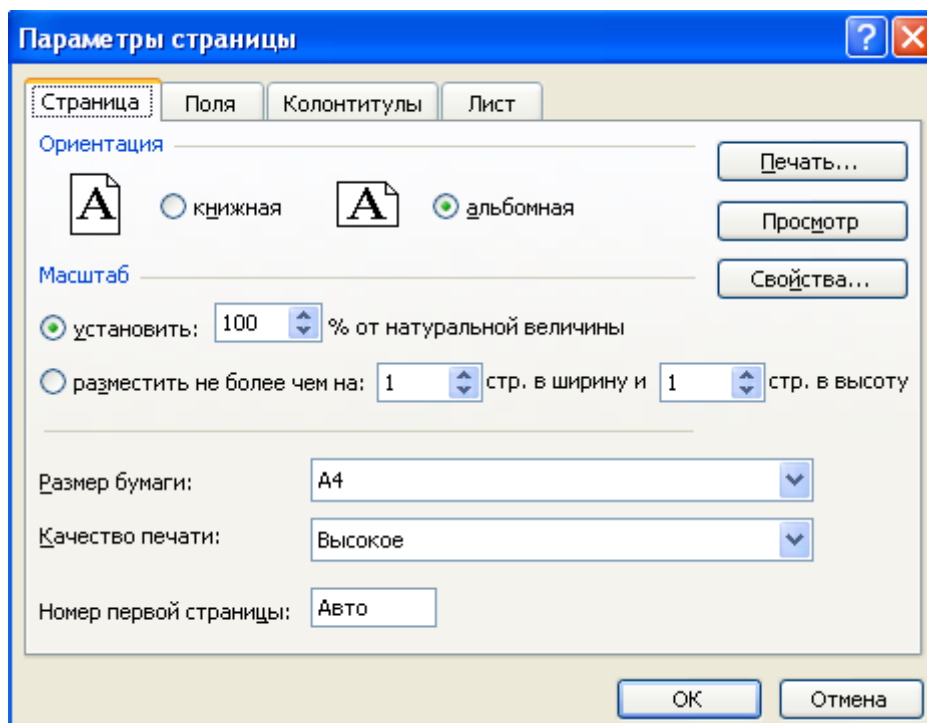 Параметры страницы
Страница Поля Колонтитулы Лист
Ориентация
Печать...
A книжная A альбомная
Просмотр
Масштаб
Свойства...
установить: 100 % от натуральной величины
разместить не более чем на: 1 стр. в ширину и 1 стр. в высоту
Размер бумаги: A4
Качество печати: Высокое
Номер первой страницы: Авто
ОК Отмена